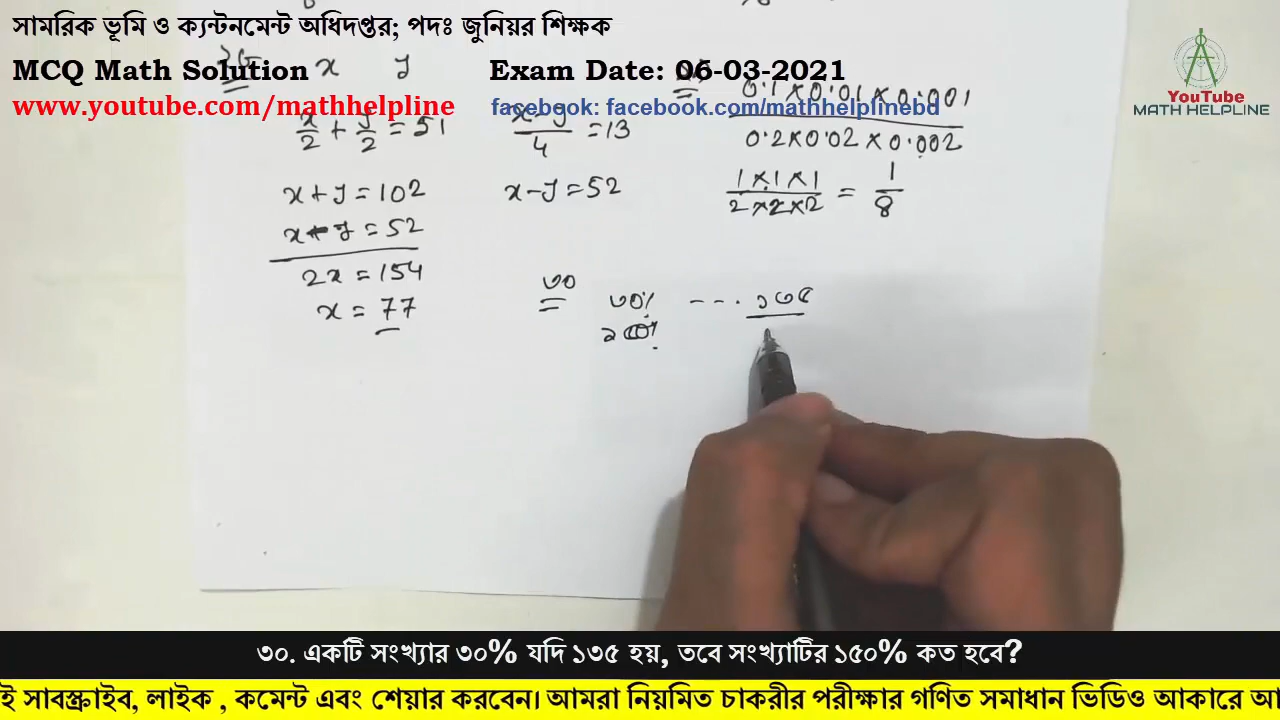 সামরিক ভূমি ও ক্যন্টনমেন্ট অধিদপ্তর; পদঃ জুনিয়র শিক্ষক
MCQ Math Solution
Exam Date: 06-03-2021
www.youtube.com/mathhelpline
facebook: facebook.com/mathhelplinebd
YouTube
MATH HELPLINE
x y
x/2 + y/2 = 51
x-y/4 = 13
0.1×0.01×0.001
0.2×0.02×0.002
x+y = 102
x-y = 52
1×1×1/2×2×2 = 1/8
x-y = 52
2x = 154
x = 77
৩০
৩০% ---. ১৩৫
৩০. একটি সংখ্যার ৩০% যদি ১৩৫ হয়, তবে সংখ্যাটির ১৫০% কত হবে?
ই সাবস্ক্রাইব, লাইক , কমেন্ট এবং শেয়ার করবেন। আমরা নিয়মিত চাকরীর পরীক্ষার গণিত সমাধান ভিডিও আকারে আ